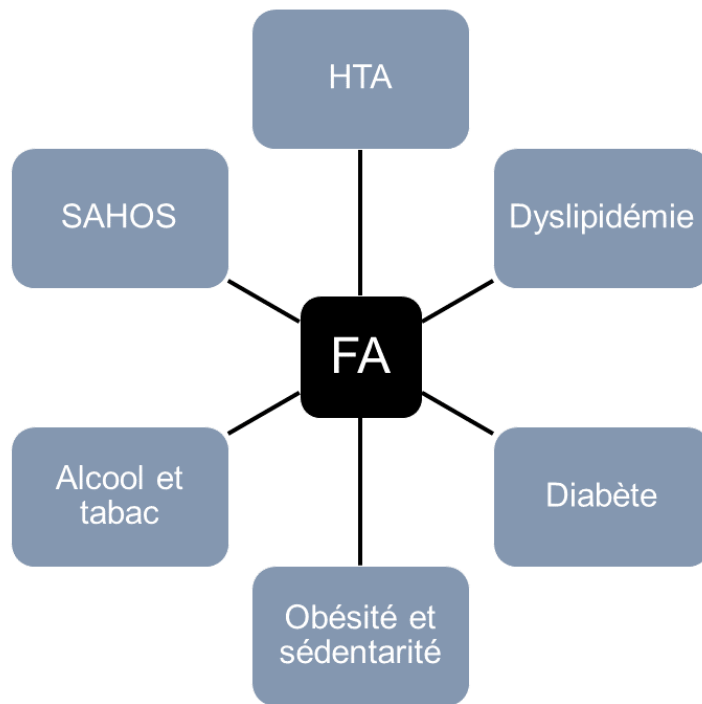 HTA
SAHOS
Dyslipidémie
FA
Alcool et
tabac
Diabète
Obésité et
sédentarité